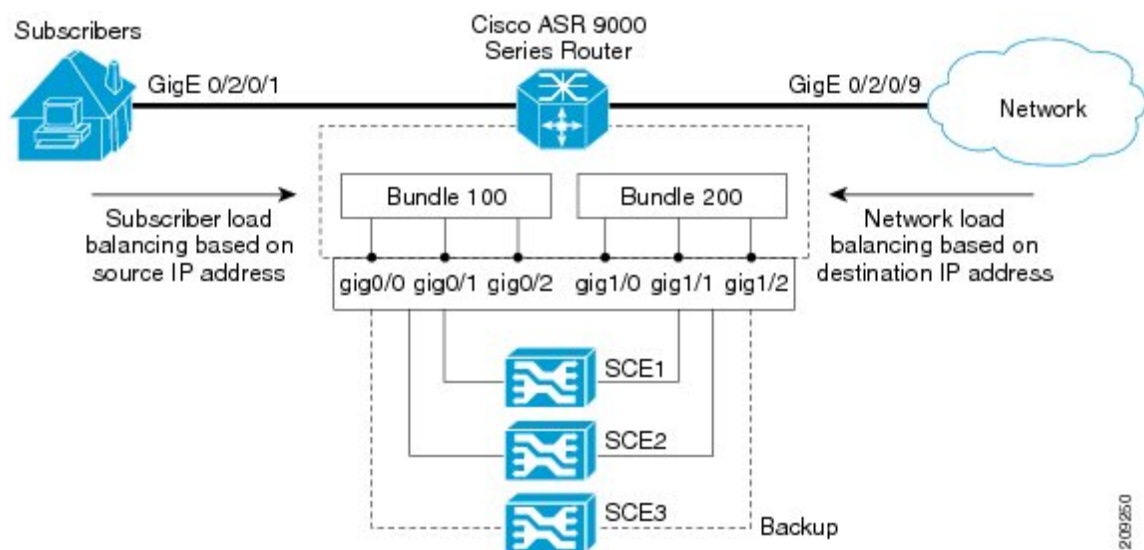 Subscribers
Cisco ASR 9000
Series Router
GigE 0/2/0/1
GigE 0/2/0/9
Network
Bundle 100
Bundle 200
Subscriber load
balancing based on
source IP address
Network load
balancing based on
destination IP address
gig0/0 gig0/1 gig0/2 gig1/0 gig1/1 gig1/2
SCE1
SCE2
SCE3
Backup
209250